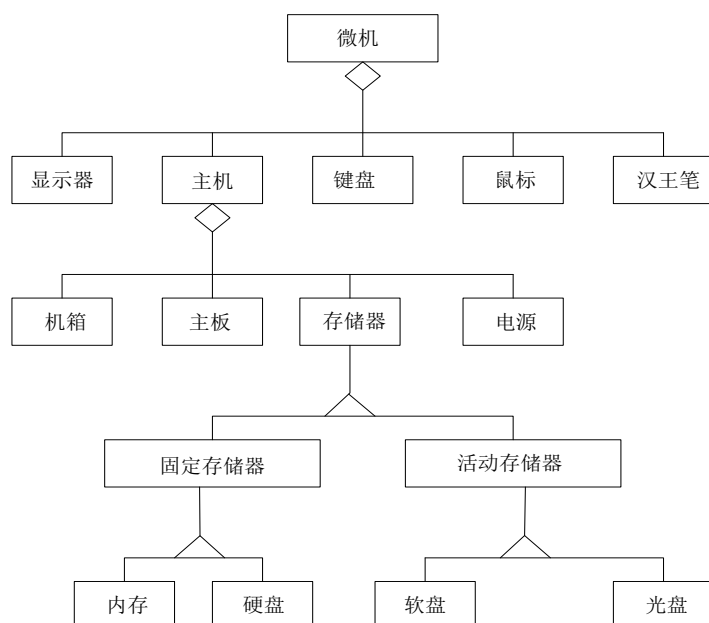 微机
显示器
主机
键盘
鼠标
汉王笔
机箱
主板
存储器
电源
固定存储器
活动存储器
内存
硬盘
软盘
光盘